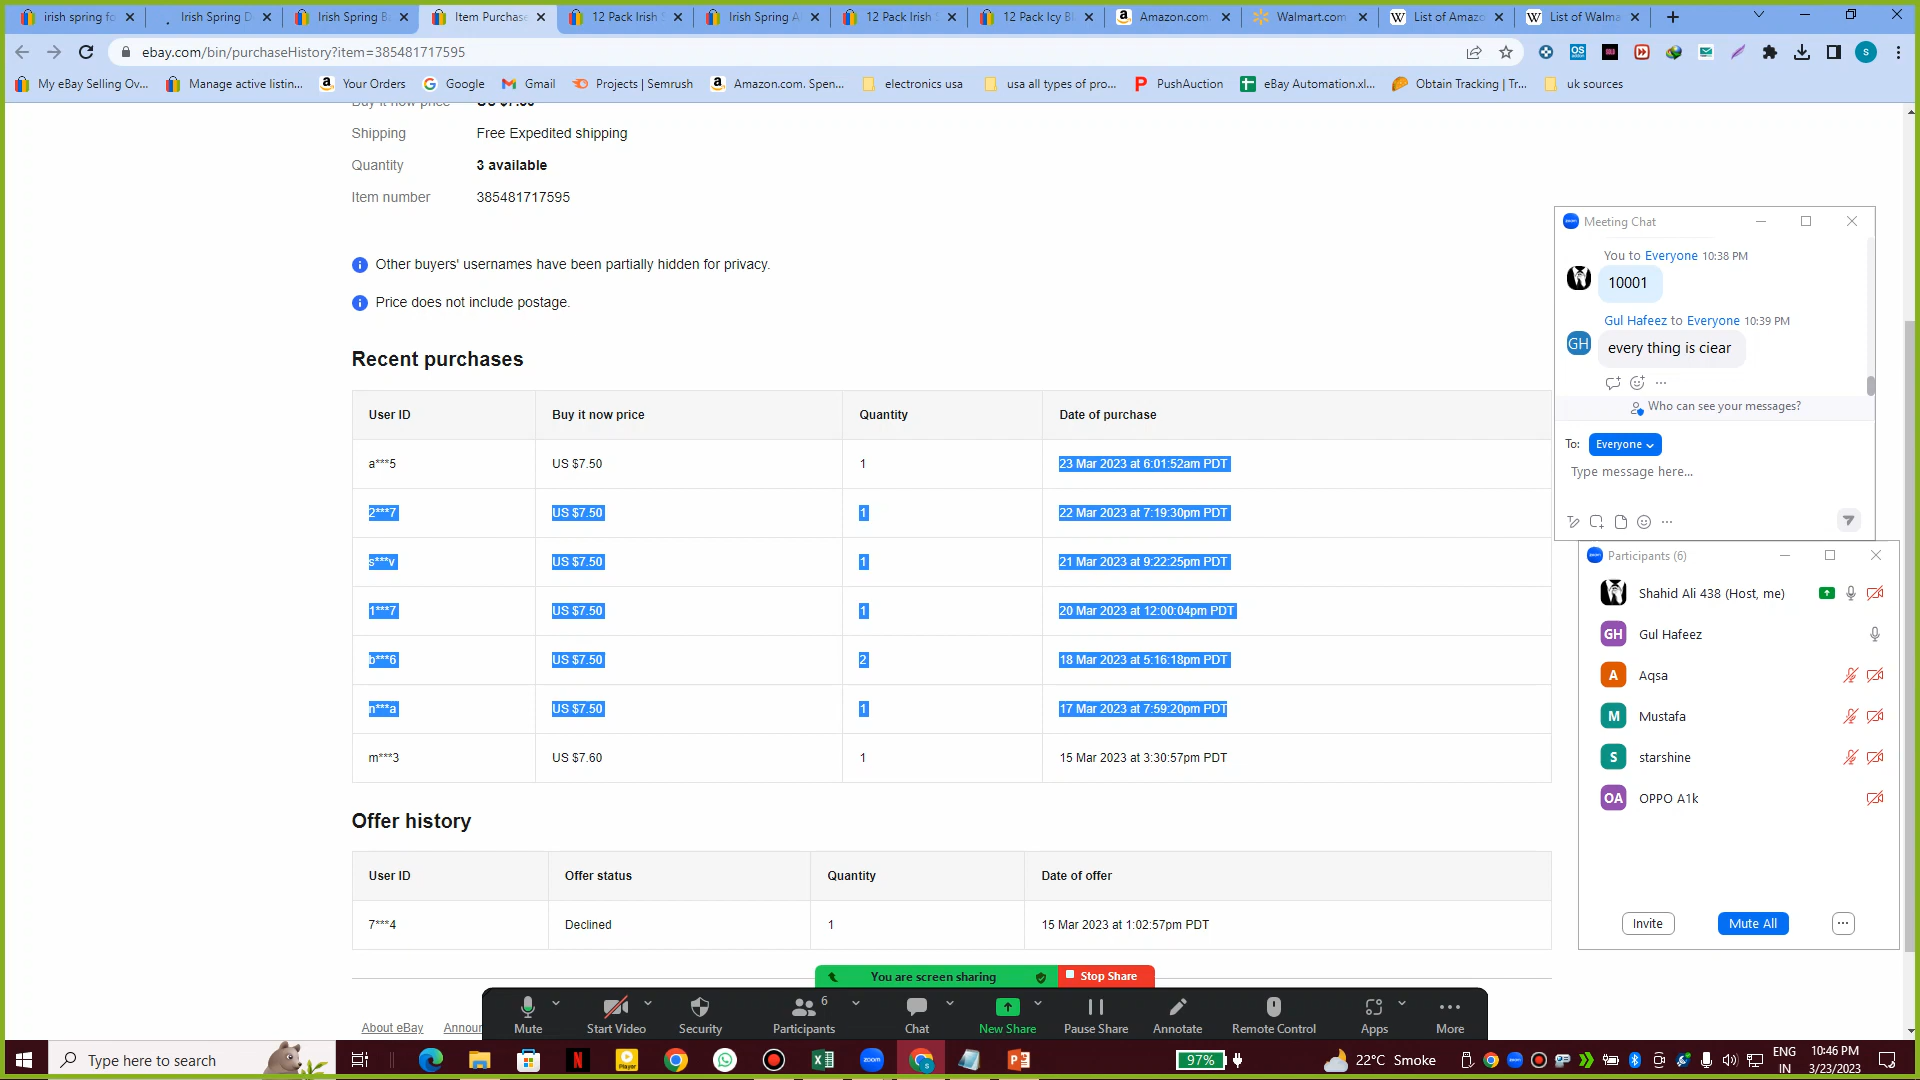 irish spring fo
Irish Spring D
Irish Spring B
Item Purchase
12 Pack Irish S
Irish Spring A
12 Pack Irish
12 Pack Icy Bl
Amazon.com
Walmart.com
List of Amazo
List of Walma
ebay.com/bin/purchaseHistory?item=385481717595
My eBay Selling Ov...
Manage active listin...
Your Orders
Google
Gmail
Projects | Semrush
Amazon.com. Spen...
electronics usa
usa all types of pro...
PushAuction
eBay Automation.xl...
Obtain Tracking | Tr...
uk sources
Buy it now price US $7.50
Shipping Free Expedited shipping
Quantity 3 available
Item number 385481717595
Other buyers' usernames have been partially hidden for privacy.
Price does not include postage.
Recent purchases
User ID Buy it now price Quantity Date of purchase
a***5 US $7.50 1 23 Mar 2023 at 6:01:52am PDT
2***7 US $7.50 1 22 Mar 2023 at 7:19:30pm PDT
s***v US $7.50 1 21 Mar 2023 at 9:22:25pm PDT
1***7 US $7.50 1 20 Mar 2023 at 12:00:04pm PDT
b***6 US $7.50 2 18 Mar 2023 at 5:16:18pm PDT
n***a US $7.50 1 17 Mar 2023 at 7:59:20pm PDT
m***3 US $7.60 1 15 Mar 2023 at 3:30:57pm PDT
Offer history
User ID Offer status Quantity Date of offer
7***4 Declined 1 15 Mar 2023 at 1:02:57pm PDT
About eBay Announ
Meeting Chat
You to Everyone 10:38 PM
10001
Gul Hafeez to Everyone 10:39 PM
GH
every thing is ciear
Who can see your messages?
To: Everyone
Type message here...
Participants (6)
Shahid Ali 438 (Host, me)
GH Gul Hafeez
A Aqsa
M Mustafa
S starshine
OA OPPO A1k
Invite Mute All
You are screen sharing Stop Share
Mute
Start Video
Security
Participants 6
Chat
New Share
Pause Share
Annotate
Remote Control
Apps
More
Type here to search
97%
22°C Smoke
ENG
IN
10:46 PM
3/23/2023